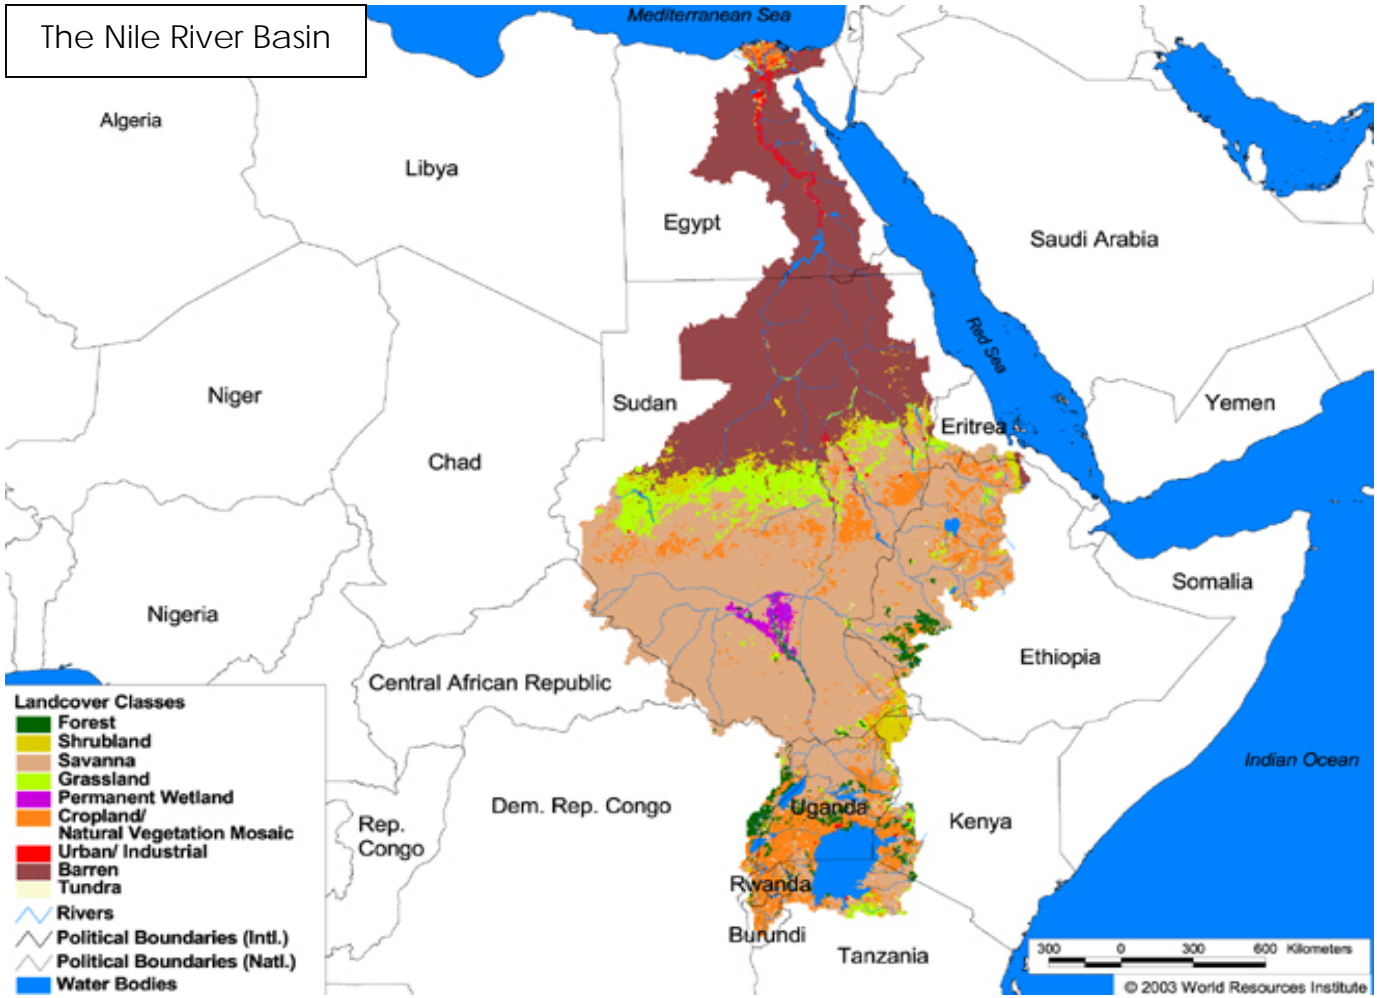 The Nile River Basin
Mediterranean Sea
Algeria
Libya
Egypt
Saudi Arabia
Red Sea
Niger
Sudan
Yemen
Eritrea
Chad
Somalia
Nigeria
Ethiopia
Central African Republic
Indian Ocean
Dem. Rep. Congo
Uganda
Kenya
Rep.
Congo
Rwanda
Burundi
Tanzania
Landcover Classes
Forest
Shrubland
Savanna
Grassland
Permanent Wetland
Cropland/
Natural Vegetation Mosaic
Urban/ Industrial
Barren
Tundra
Rivers
Political Boundaries (Intl.)
Political Boundaries (Natl.)
Water Bodies
300 0 300 600 Kilometers
© 2003 World Resources Institute